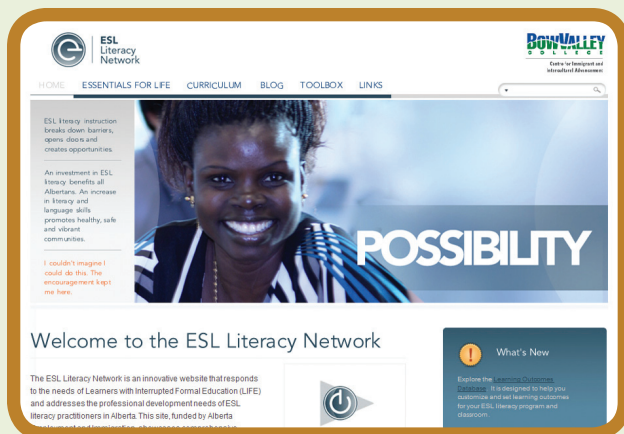 ESL
Literacy
Network
BOW VALLEY
COLLEGE
Centre for Immigrant and
Intercultural Advancement
HOME ESSENTIALS FOR LIFE CURRICULUM BLOG TOOLBOX LINKS
ESL literacy instruction
breaks down barriers,
opens doors and
creates opportunities.
An investment in ESL
literacy benefits all
Albertans. An increase
in literacy and
language skills
promotes healthy, safe
and vibrant
communities.
I couldn't imagine I
could do this. The
encouragement kept
me here.
POSSIBILITY
Welcome to the ESL Literacy Network
The ESL Literacy Network is an innovative website that responds
to the needs of Learners with Interrupted Formal Education (LIFE)
and addresses the professional development needs of ESL
literacy practitioners in Alberta. This site, funded by Alberta
What's New
Explore the Learning Outcomes
Database. It is designed to help you
customize and set learning outcomes
for your ESL literacy program and
classroom.